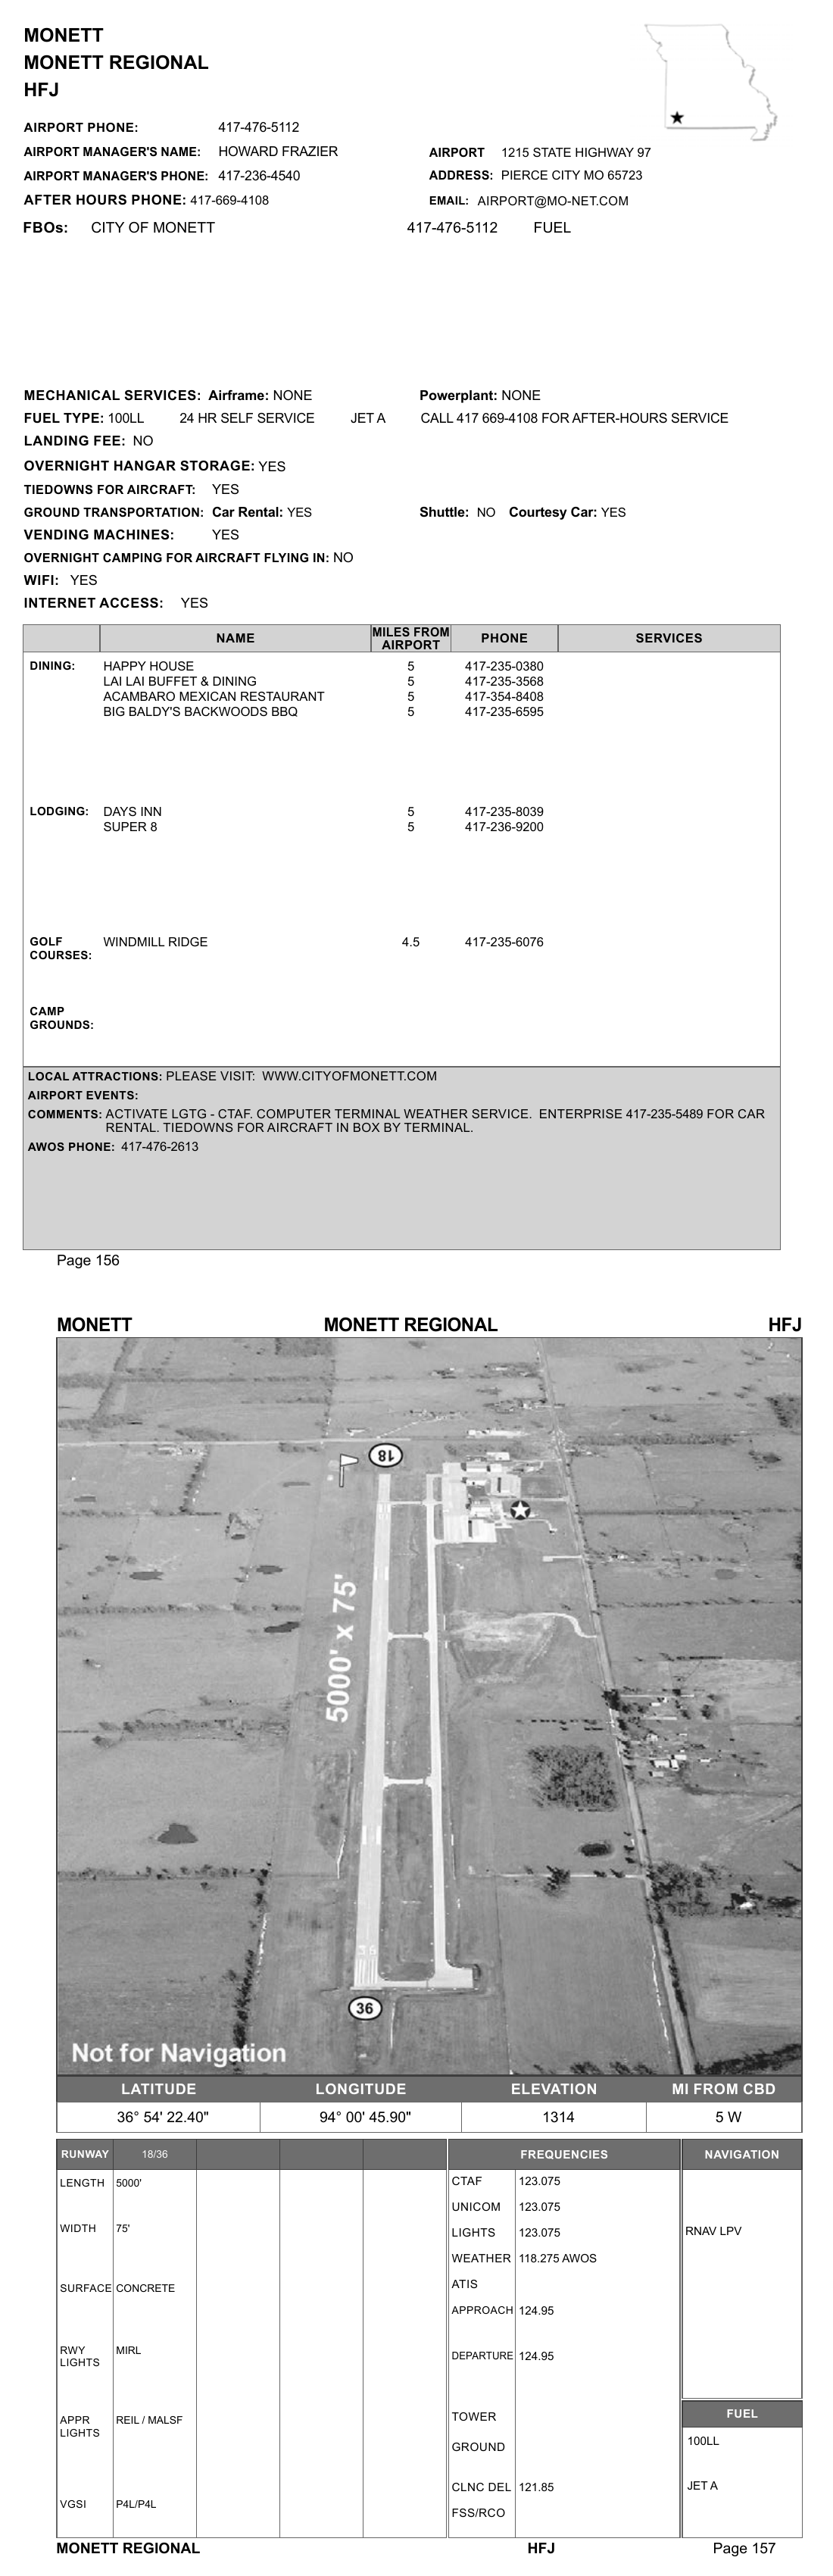 MONETT
MONETT REGIONAL
HFJ
AIRPORT PHONE: 417-476-5112
AIRPORT MANAGER'S NAME: HOWARD FRAZIER
AIRPORT MANAGER'S PHONE: 417-236-4540
AFTER HOURS PHONE: 417-669-4108
AIRPORT 1215 STATE HIGHWAY 97
ADDRESS: PIERCE CITY MO 65723
EMAIL: AIRPORT@MO-NET.COM
FBOs: CITY OF MONETT 417-476-5112 FUEL
MECHANICAL SERVICES: Airframe: NONE Powerplant: NONE
FUEL TYPE: 100LL 24 HR SELF SERVICE JET A CALL 417 669-4108 FOR AFTER-HOURS SERVICE
LANDING FEE: NO
OVERNIGHT HANGAR STORAGE: YES
TIEDOWNS FOR AIRCRAFT: YES
GROUND TRANSPORTATION: Car Rental: YES Shuttle: NO Courtesy Car: YES
VENDING MACHINES: YES
OVERNIGHT CAMPING FOR AIRCRAFT FLYING IN: NO
WIFI: YES
INTERNET ACCESS: YES
NAME MILES FROM AIRPORT PHONE SERVICES
DINING: HAPPY HOUSE 5 417-235-0380
LAI LAI BUFFET & DINING 5 417-235-3568
ACAMBARO MEXICAN RESTAURANT 5 417-354-8408
BIG BALDY'S BACKWOODS BBQ 5 417-235-6595
LODGING: DAYS INN 5 417-235-8039
SUPER 8 5 417-236-9200
GOLF COURSES: WINDMILL RIDGE 4.5 417-235-6076
CAMP GROUNDS:
LOCAL ATTRACTIONS: PLEASE VISIT: WWW.CITYOFMONETT.COM
AIRPORT EVENTS:
COMMENTS: ACTIVATE LGTG - CTAF. COMPUTER TERMINAL WEATHER SERVICE. ENTERPRISE 417-235-5489 FOR CAR
RENTAL. TIEDOWNS FOR AIRCRAFT IN BOX BY TERMINAL.
AWOS PHONE: 417-476-2613
Page 156
MONETT MONETT REGIONAL HFJ
18
5000' x 75'
36
36
Not for Navigation
LATITUDE LONGITUDE ELEVATION MI FROM CBD
36° 54' 22.40" 94° 00' 45.90" 1314 5 W
RUNWAY 18/36
LENGTH 5000'
WIDTH 75'
SURFACE CONCRETE
RWY LIGHTS MIRL
APPR LIGHTS REIL / MALSF
VGSI P4L/P4L
FREQUENCIES
CTAF 123.075
UNICOM 123.075
LIGHTS 123.075
WEATHER 118.275 AWOS
ATIS
APPROACH 124.95
DEPARTURE 124.95
TOWER
GROUND
CLNC DEL 121.85
FSS/RCO
NAVIGATION
RNAV LPV
FUEL
100LL
JET A
MONETT REGIONAL HFJ Page 157